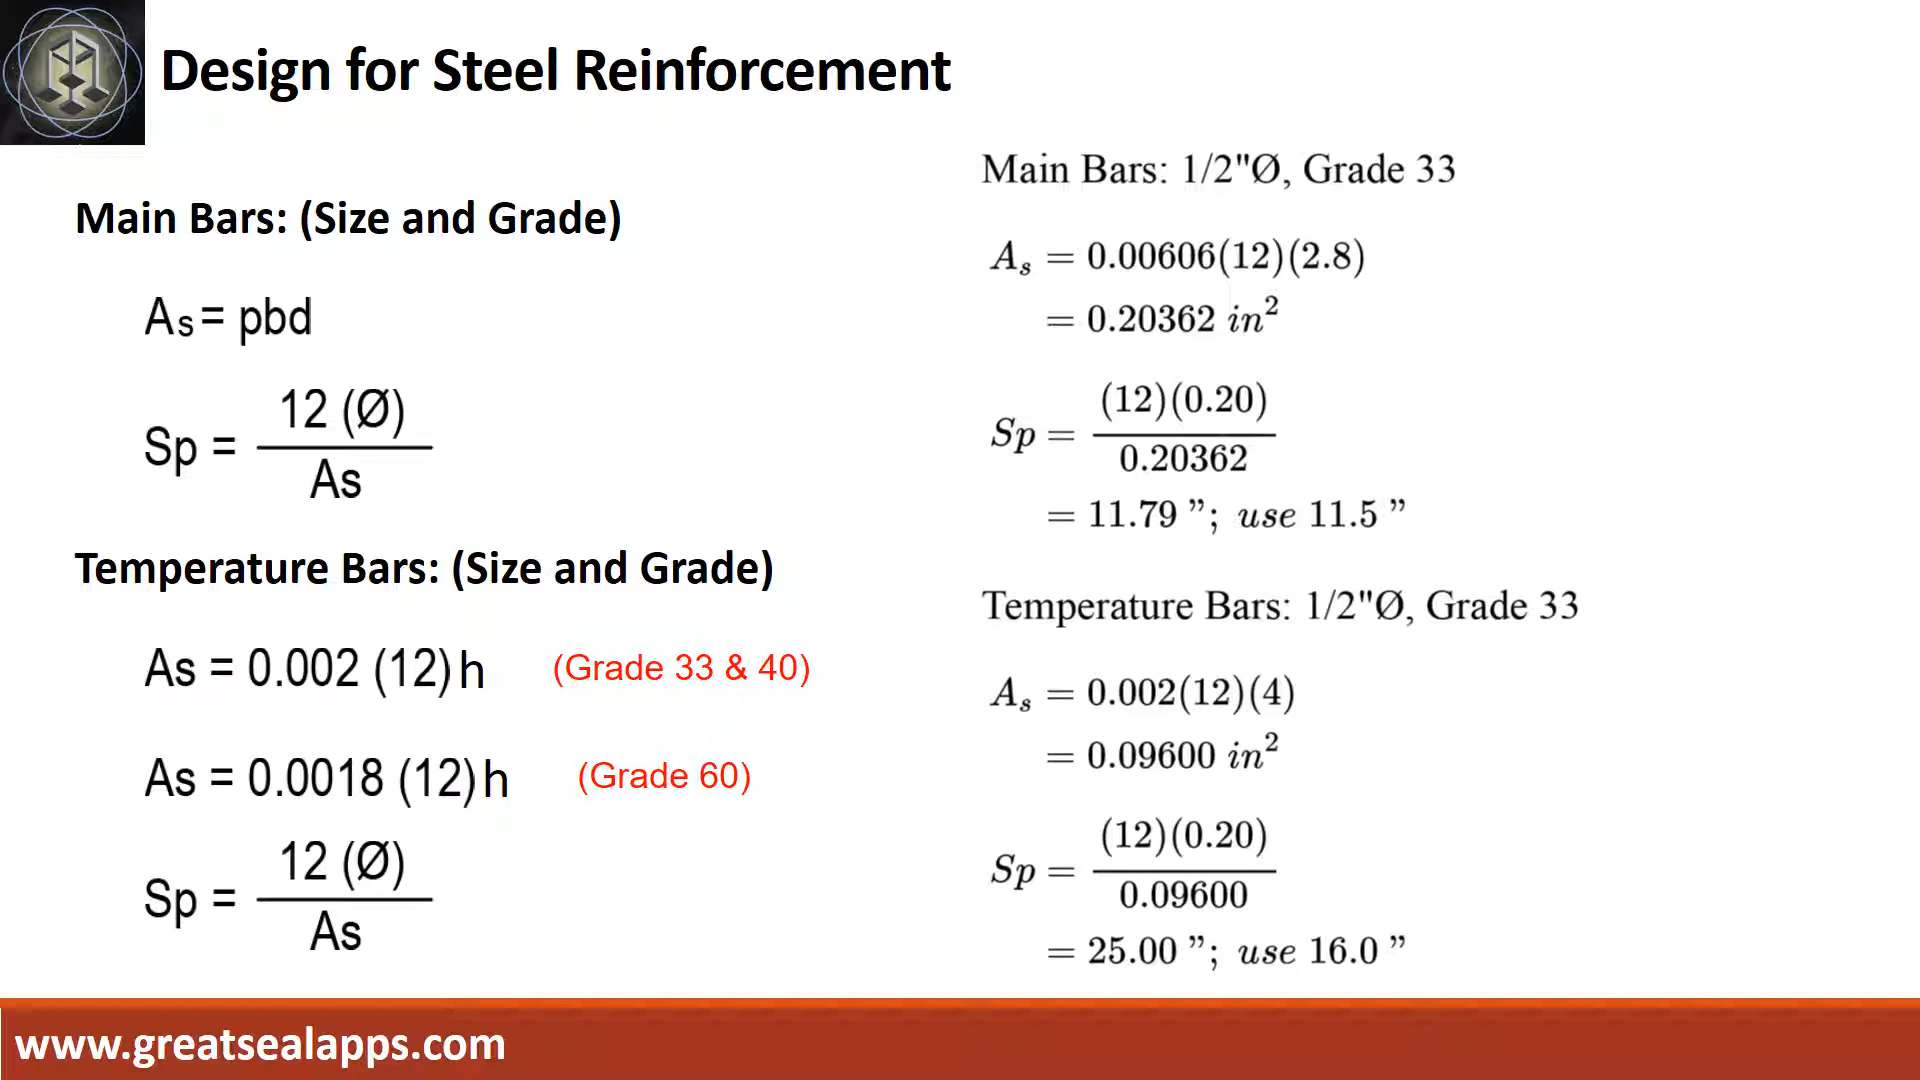 Design for Steel Reinforcement
Main Bars: (Size and Grade)
As = pbd
Sp = 12 (Ø) / As
Temperature Bars: (Size and Grade)
As = 0.002 (12) h (Grade 33 & 40)
As = 0.0018 (12) h (Grade 60)
Sp = 12 (Ø) / As
Main Bars: 1/2"Ø, Grade 33
As = 0.00606(12)(2.8)
= 0.20362 in²
Sp = (12)(0.20) / 0.20362
= 11.79 ”; use 11.5 ”
Temperature Bars: 1/2"Ø, Grade 33
As = 0.002(12)(4)
= 0.09600 in²
Sp = (12)(0.20) / 0.09600
= 25.00 ”; use 16.0 ”
www.greatsealapps.com